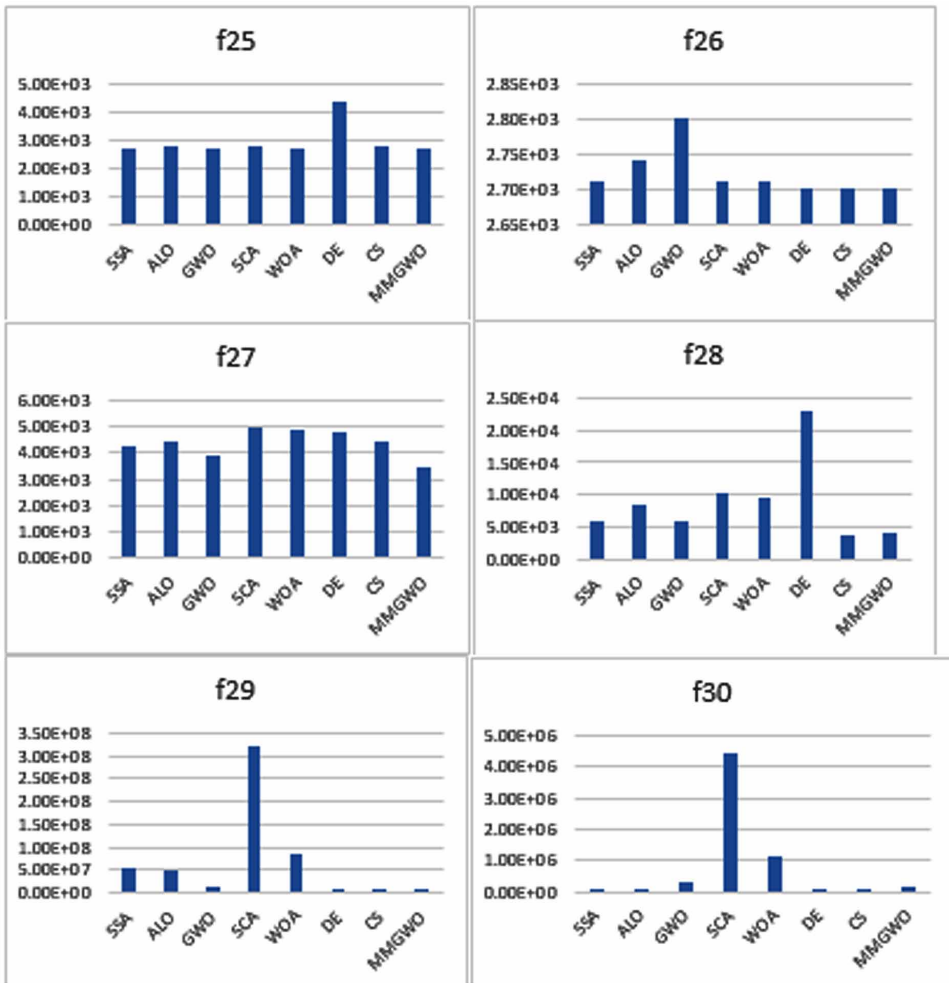 f25
5.00E+03
4.00E+03
3.00E+03
2.00E+03
1.00E+03
0.00E+00
SSA
ALO
GWO
SCA
WOA
DE
CS
MMGWO
f26
2.85E+03
2.80E+03
2.75E+03
2.70E+03
2.65E+03
SSA
ALO
GWO
SCA
WOA
DE
CS
MMGWO
f27
6.00E+03
5.00E+03
4.00E+03
3.00E+03
2.00E+03
1.00E+03
0.00E+00
SSA
ALO
GWO
SCA
WOA
DE
CS
MMGWO
f28
2.50E+04
2.00E+04
1.50E+04
1.00E+04
5.00E+03
0.00E+00
SSA
ALO
GWO
SCA
WOA
DE
CS
MMGWO
f29
3.50E+08
3.00E+08
2.50E+08
2.00E+08
1.50E+08
1.00E+08
5.00E+07
0.00E+00
SSA
ALO
GWO
SCA
WOA
DE
CS
MMGWO
f30
5.00E+06
4.00E+06
3.00E+06
2.00E+06
1.00E+06
0.00E+00
SSA
ALO
GWO
SCA
WOA
DE
CS
MMGWO